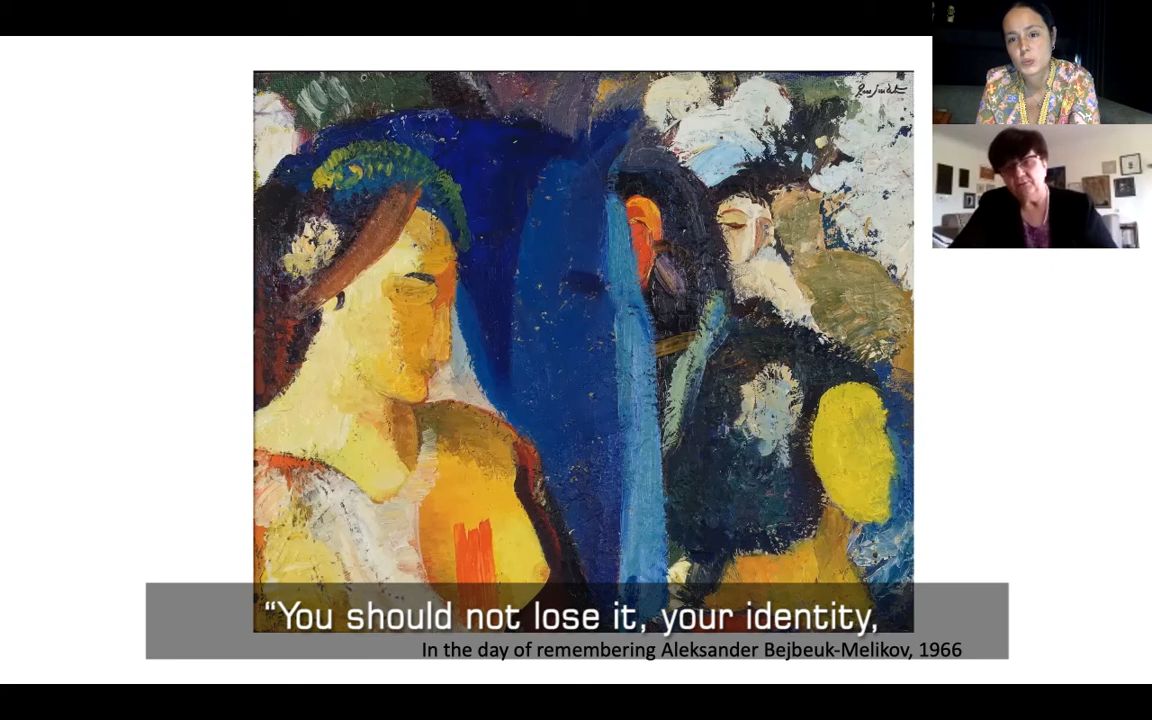 “You should not lose it, your identity,
In the day of remembering Aleksander Bejbeuk-Melikov, 1966